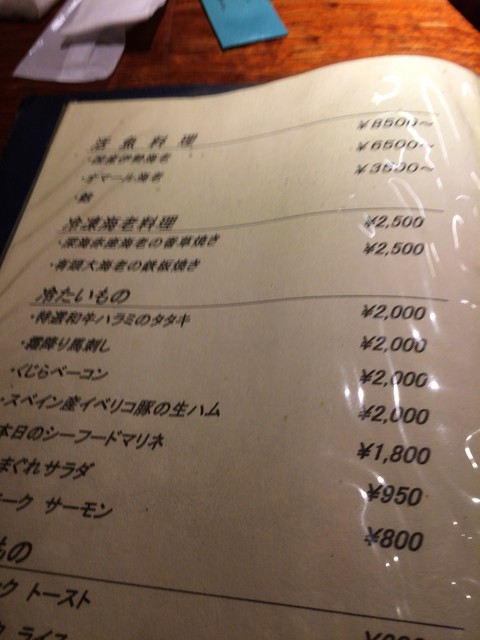 活魚料理
・国産伊勢海老 ¥8500〜
・オマール海老 ¥6500〜
・鮑 ¥3500〜
冷凍海老料理
・深海赤座海老の香草焼き ¥2,500
・有頭大海老の鉄板焼き ¥2,500
冷たいもの
・特選和牛ハラミのタタキ ¥2,000
・霜降り馬刺し ¥2,000
・くじらベーコン ¥2,000
・スペイン産イベリコ豚の生ハム ¥2,000
本日のシーフードマリネ ¥1,800
まぐれサラダ ¥950
ーク サーモン ¥800
もの
ク トースト
ク ライス